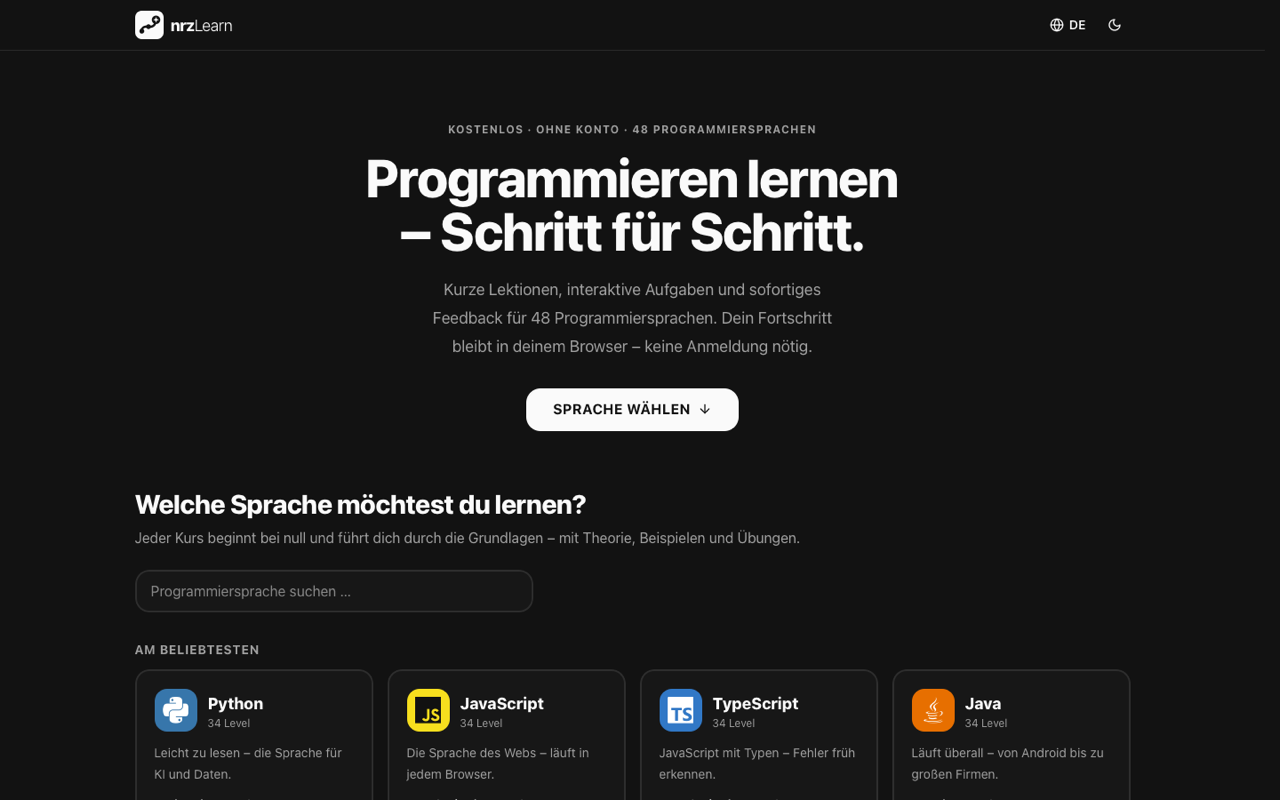 nrzLearn
DE
KOSTENLOS · OHNE KONTO · 48 PROGRAMMIERSPRACHEN
Programmieren lernen
– Schritt für Schritt.
Kurze Lektionen, interaktive Aufgaben und sofortiges
Feedback für 48 Programmiersprachen. Dein Fortschritt
bleibt in deinem Browser – keine Anmeldung nötig.
SPRACHE WÄHLEN ↓
Welche Sprache möchtest du lernen?
Jeder Kurs beginnt bei null und führt dich durch die Grundlagen – mit Theorie, Beispielen und Übungen.
Programmiersprache suchen ...
AM BELIEBTESTEN
Python
34 Level
Leicht zu lesen – die Sprache für
KI und Daten.
JS
JavaScript
34 Level
Die Sprache des Webs – läuft in
jedem Browser.
TS
TypeScript
34 Level
JavaScript mit Typen – Fehler früh
erkennen.
Java
34 Level
Läuft überall – von Android bis zu
großen Firmen.